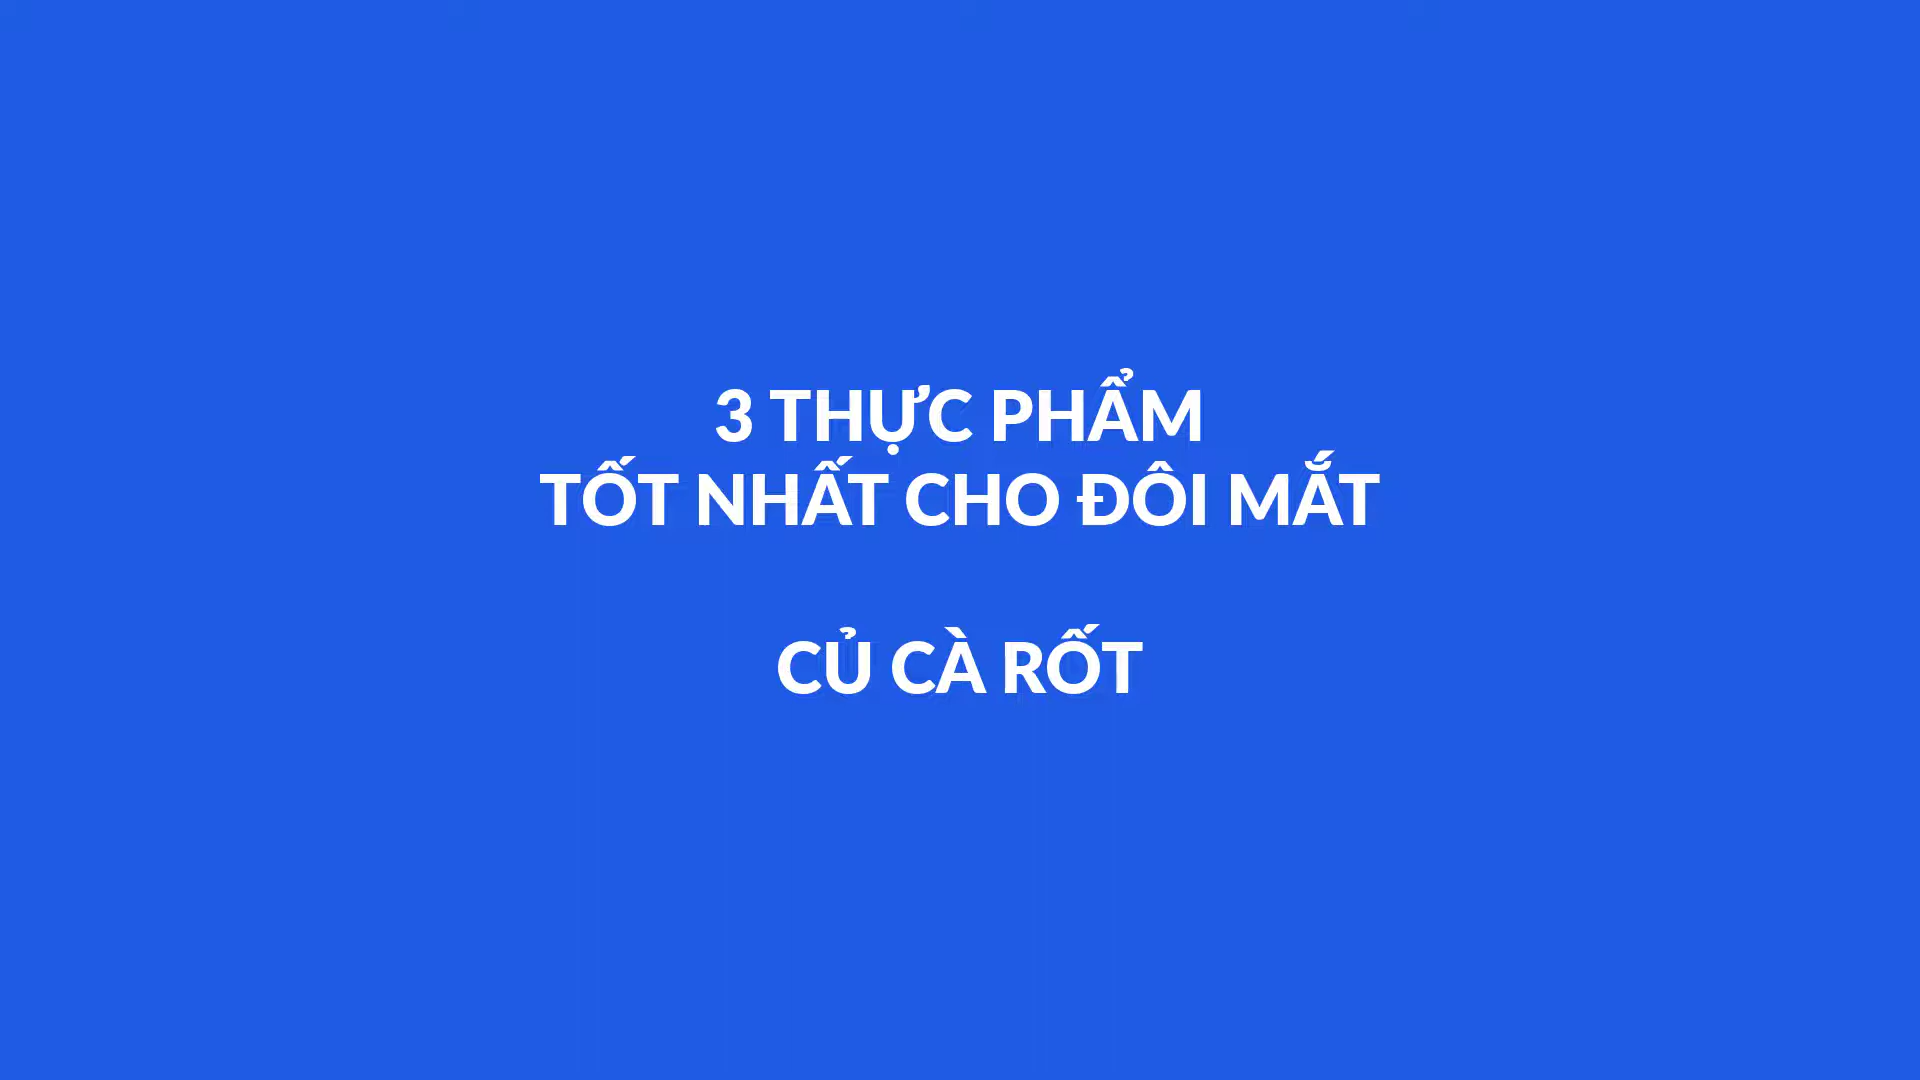 3 THỰC PHẨM
TỐT NHẤT CHO ĐÔI MẮT
CỦ CÀ RỐT